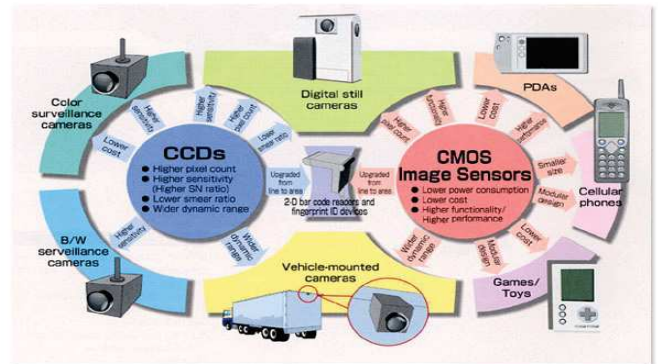 Color
surveillance
cameras
Digital still
cameras
PDAs
Cellular
phones
Games/
Toys
Vehicle-mounted
cameras
B/W
serveillance
cameras
CCDs
● Higher pixel count
● Higher sensitivity
(Higher SN ratio)
● Lower smear ratio
● Wider dynamic range
Lower
cost
Higher
sensitivity
Higher
sensitivity
Higher
pixel count
Lower
smear ratio
Higher
sensitivity
Wider
dynamic
range
Upgraded
from
line to area
2-D bar code readers and
fingerprint ID devices
Upgraded
from
line to area
CMOS
Image Sensors
● Lower power consumption
● Lower cost
● Higher functionality/
Higher performance
Higher
pixel count
Higher
functionality
Lower
cost
Higher
performance
Smaller
size
Modular
design
Lower
cost
Modular
design
Wider
dynamic
range